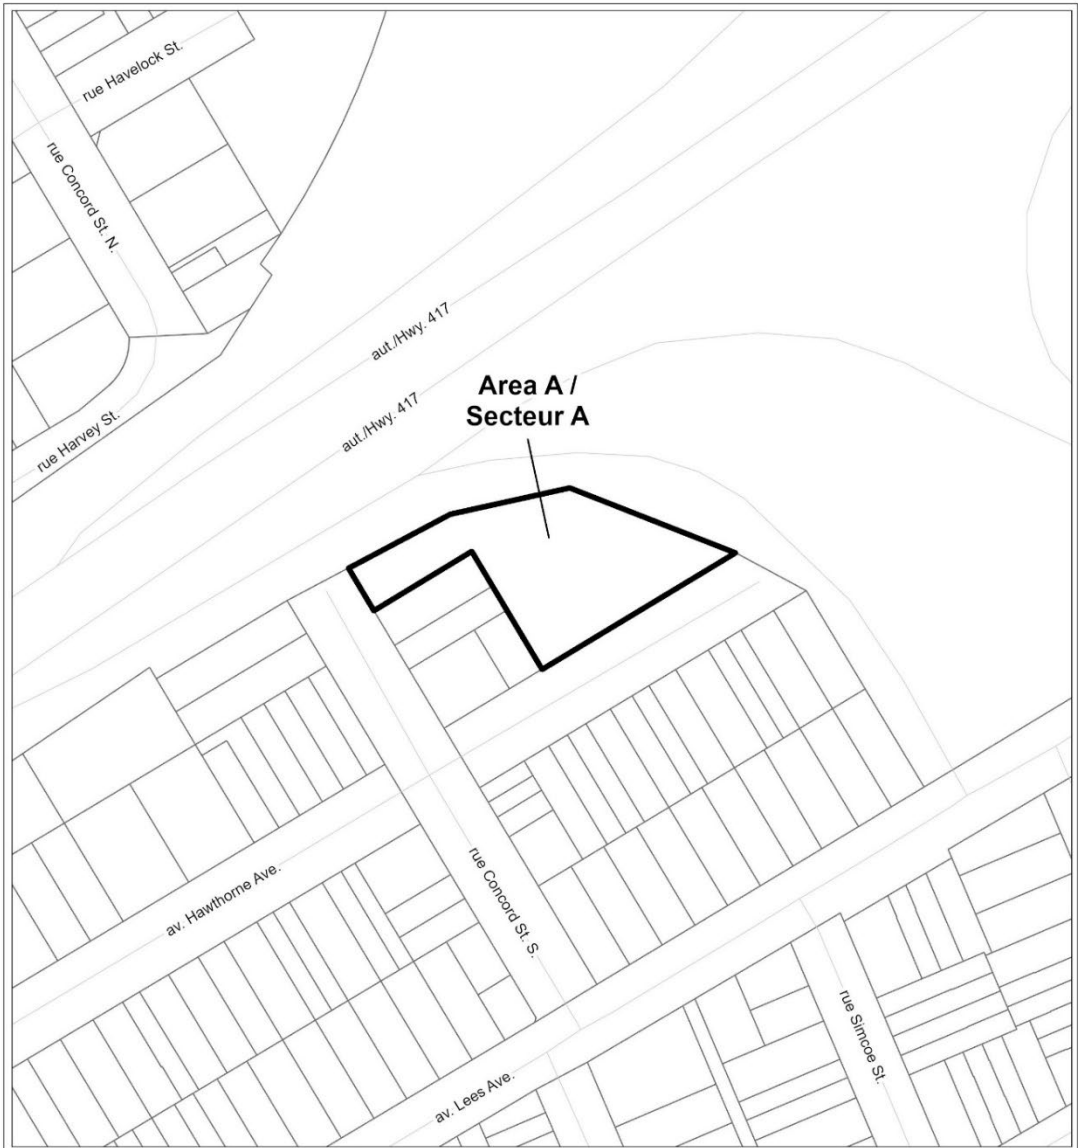 rue Havelock St.
rue Concord St. N.
aut./Hwy. 417
aut./Hwy. 417
rue Harvey St.
Area A /
Secteur A
av. Hawthorne Ave.
rue Concord St. S.
rue Simcoe St.
av. Lees Ave.